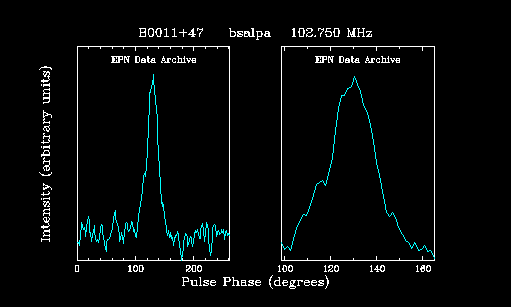 B0011+47 bsalpa 102.750 MHz
EPN Data Archive EPN Data Archive
Intensity (arbitrary units)
0 100 200 100 120 140 160
Pulse Phase (degrees)